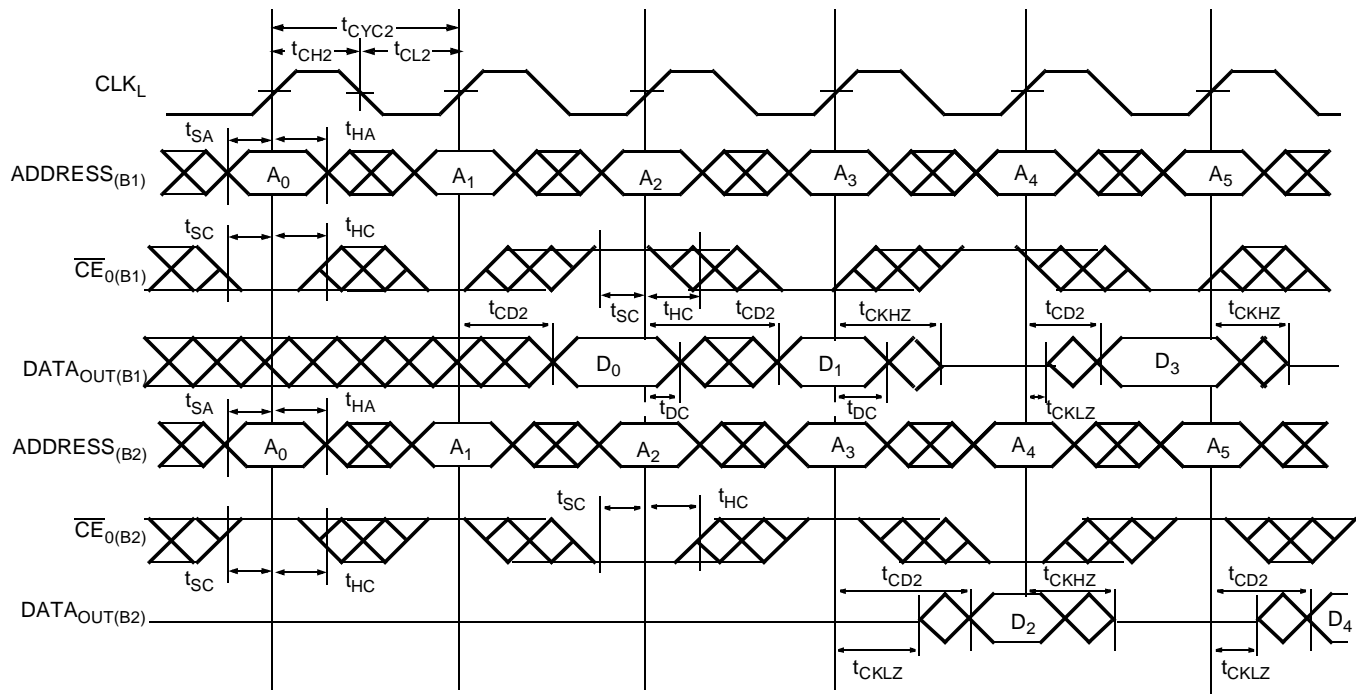 tCYC2
tCH2 tCL2
CLKL
tSA tHA
ADDRESS(B1) A0 A1 A2 A3 A4 A5
tSC tHC
CE0(B1)
tCD2 tSC tHC tCD2 tCKHZ tCD2 tCKHZ
DATAOUT(B1) D0 D1 D3
tSA tHA tDC tDC tCKLZ
ADDRESS(B2) A0 A1 A2 A3 A4 A5
tSC tHC
CE0(B2)
tSC tHC tCD2 tCKHZ tCD2
DATAOUT(B2) D2 D4
tCKLZ tCKLZ